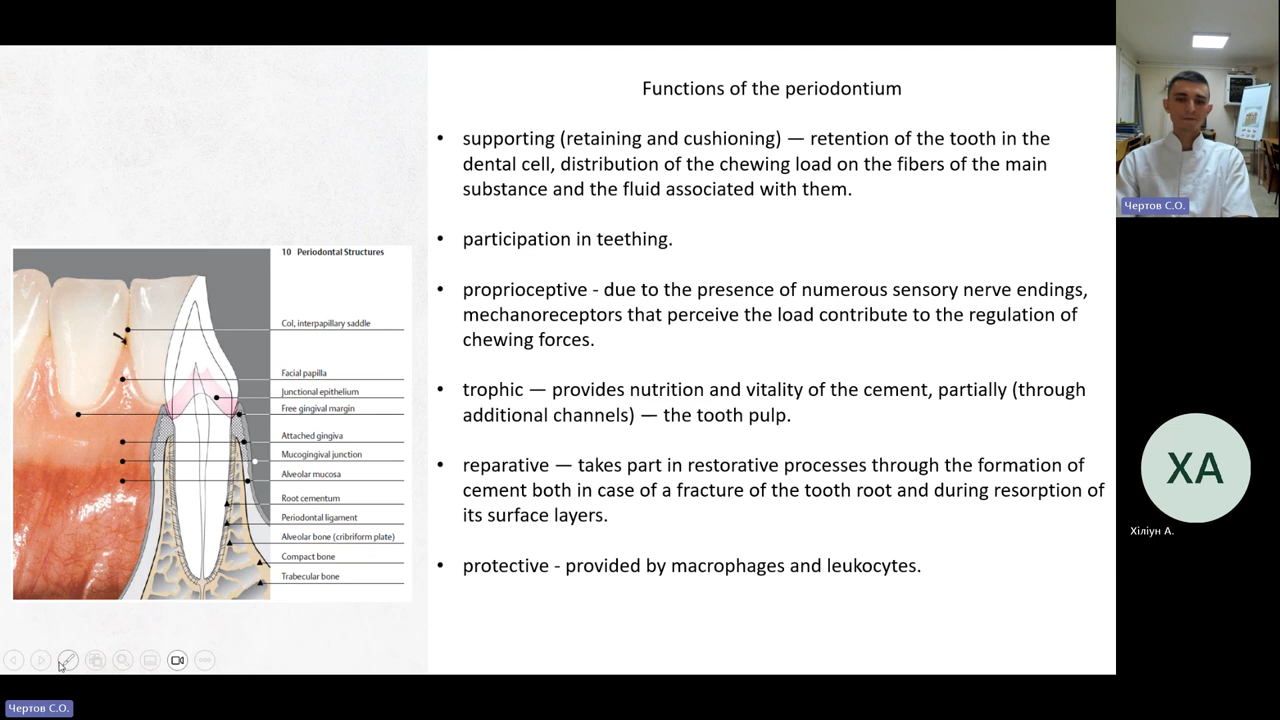 Functions of the periodontium
• supporting (retaining and cushioning) — retention of the tooth in the
dental cell, distribution of the chewing load on the fibers of the main
substance and the fluid associated with them.
• participation in teething.
• proprioceptive - due to the presence of numerous sensory nerve endings,
mechanoreceptors that perceive the load contribute to the regulation of
chewing forces.
• trophic — provides nutrition and vitality of the cement, partially (through
additional channels) — the tooth pulp.
• reparative — takes part in restorative processes through the formation of
cement both in case of a fracture of the tooth root and during resorption of
its surface layers.
• protective - provided by macrophages and leukocytes.
10 Periodontal Structures
Col, interpapillary saddle
Facial papilla
Junctional epithelium
Free gingival margin
Attached gingiva
Mucogingival junction
Alveolar mucosa
Root cementum
Periodontal ligament
Alveolar bone (cribriform plate)
Compact bone
Trabecular bone
Чертов С.О.
ХА
Хіліун А.
Чертов С.О.